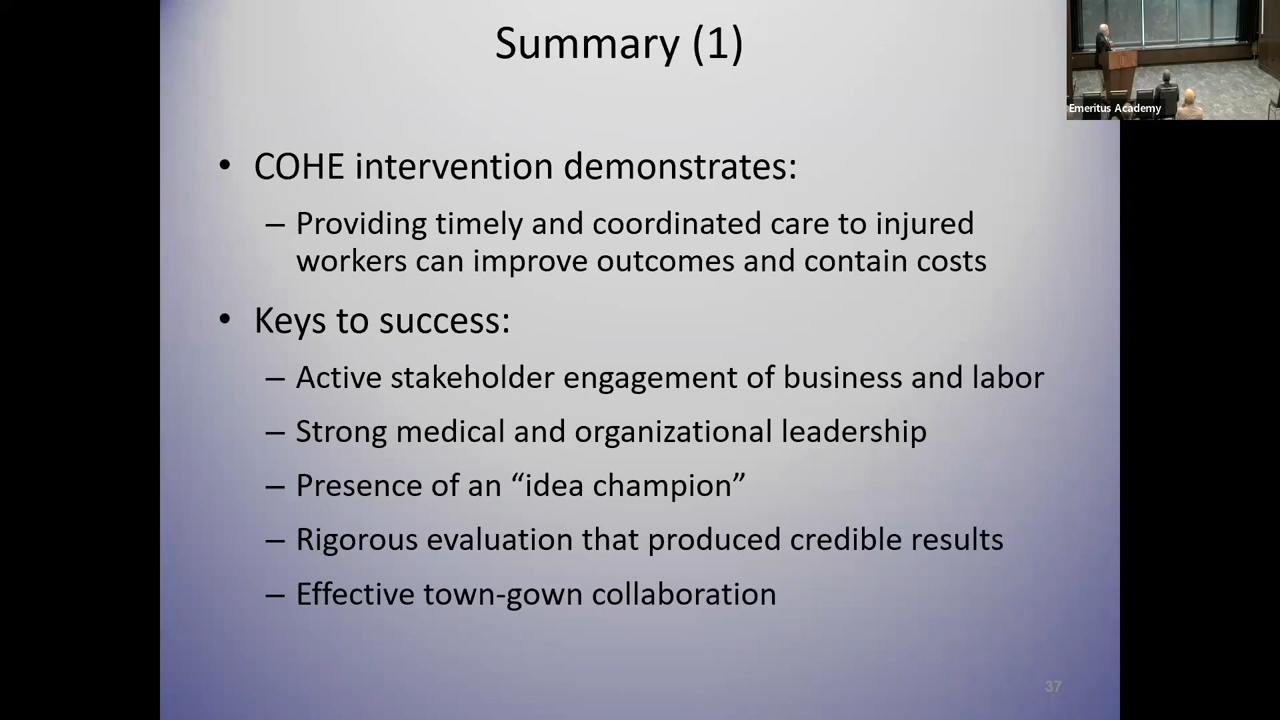 Summary (1)
Emeritus Academy
• COHE intervention demonstrates:
– Providing timely and coordinated care to injured
workers can improve outcomes and contain costs
• Keys to success:
– Active stakeholder engagement of business and labor
– Strong medical and organizational leadership
– Presence of an “idea champion”
– Rigorous evaluation that produced credible results
– Effective town-gown collaboration
37